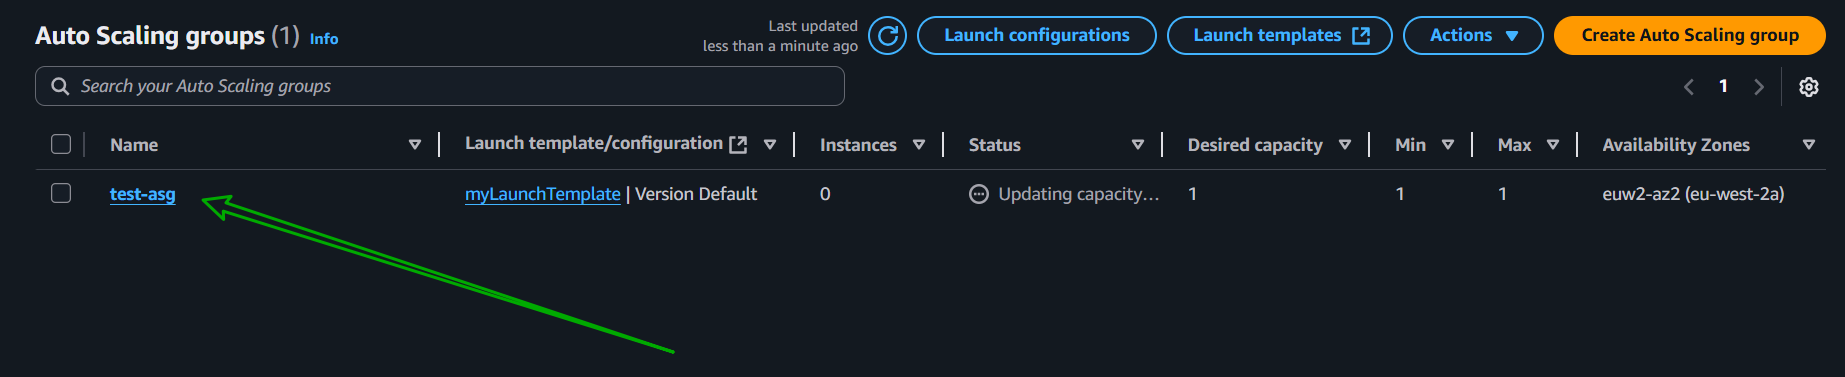 Auto Scaling groups (1) Info
Last updated
less than a minute ago
Launch configurations
Launch templates
Actions
Create Auto Scaling group
Search your Auto Scaling groups
1
Name Launch template/configuration Instances Status Desired capacity Min Max Availability Zones
test-asg myLaunchTemplate | Version Default 0 Updating capacity... 1 1 1 euw2-az2 (eu-west-2a)